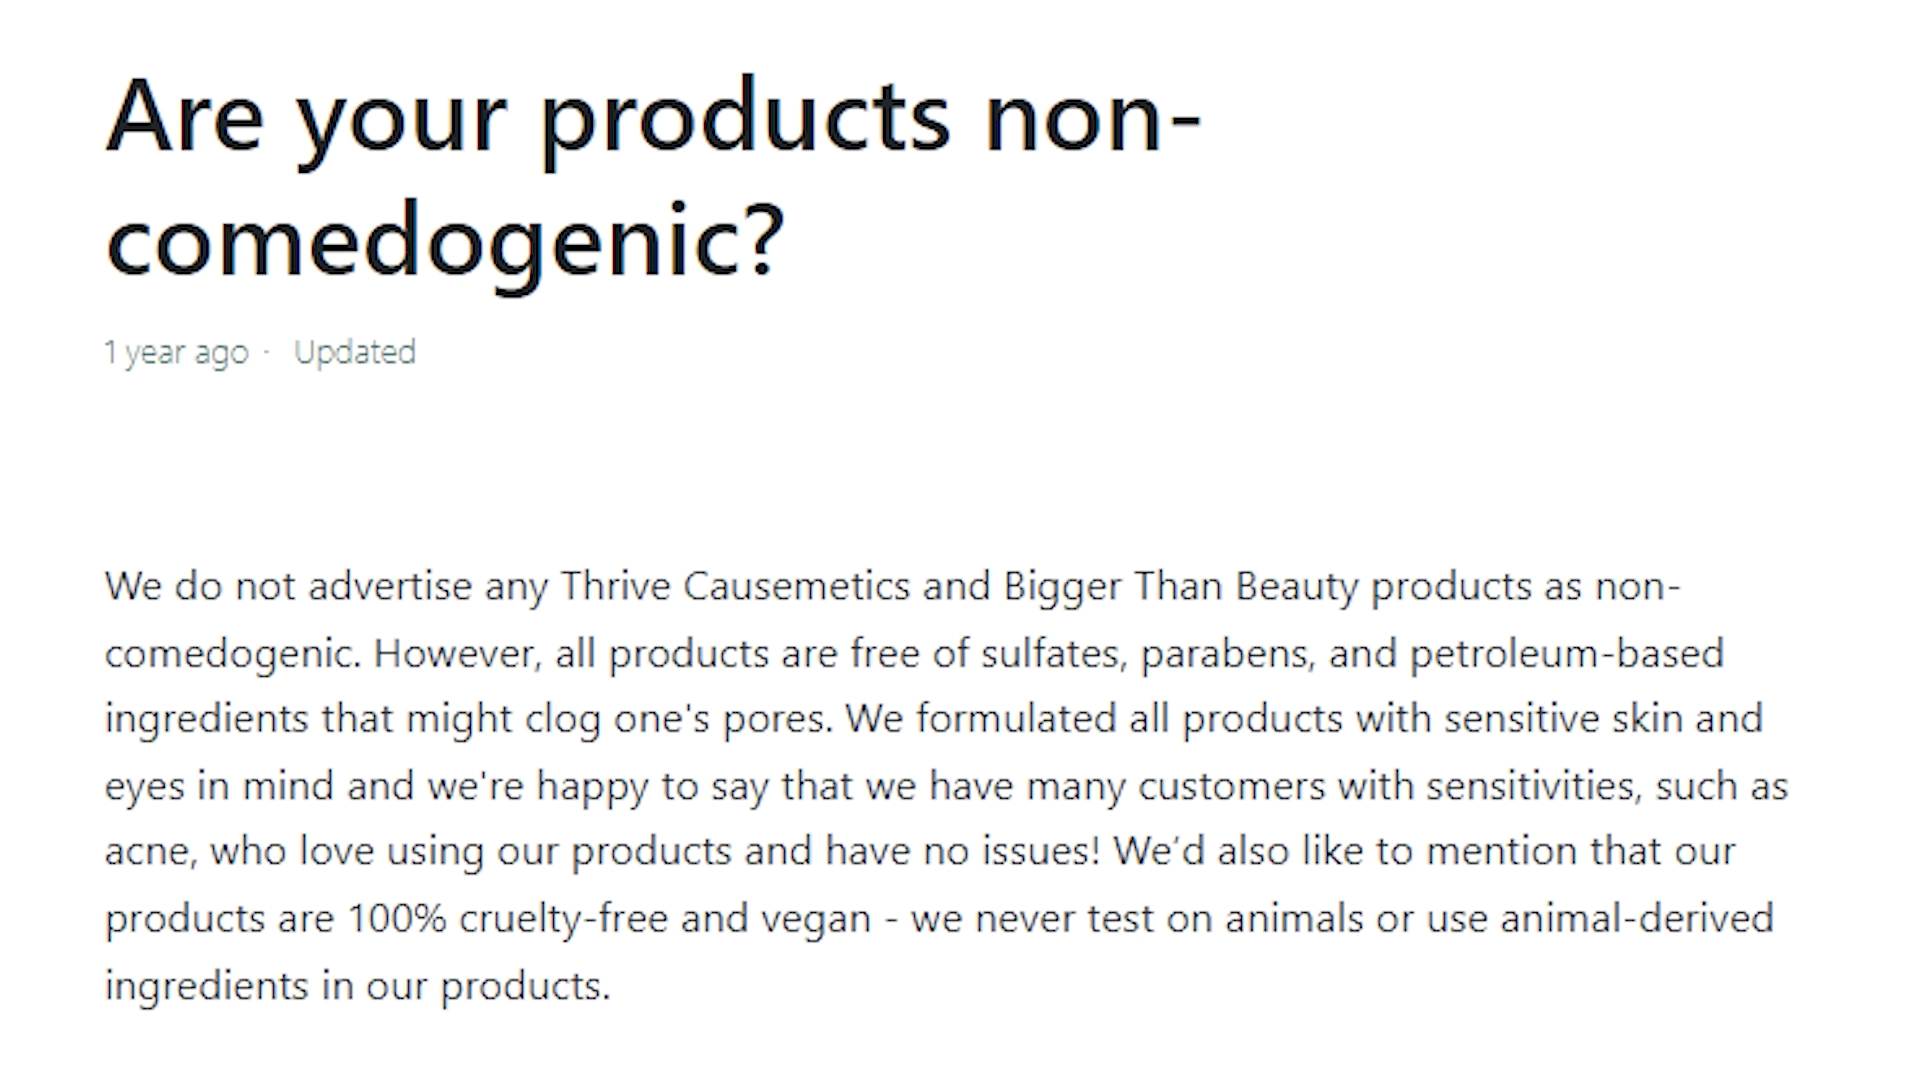 Are your products non-
comedogenic?
1 year ago · Updated
We do not advertise any Thrive Causemetics and Bigger Than Beauty products as non-
comedogenic. However, all products are free of sulfates, parabens, and petroleum-based
ingredients that might clog one's pores. We formulated all products with sensitive skin and
eyes in mind and we're happy to say that we have many customers with sensitivities, such as
acne, who love using our products and have no issues! We’d also like to mention that our
products are 100% cruelty-free and vegan - we never test on animals or use animal-derived
ingredients in our products.